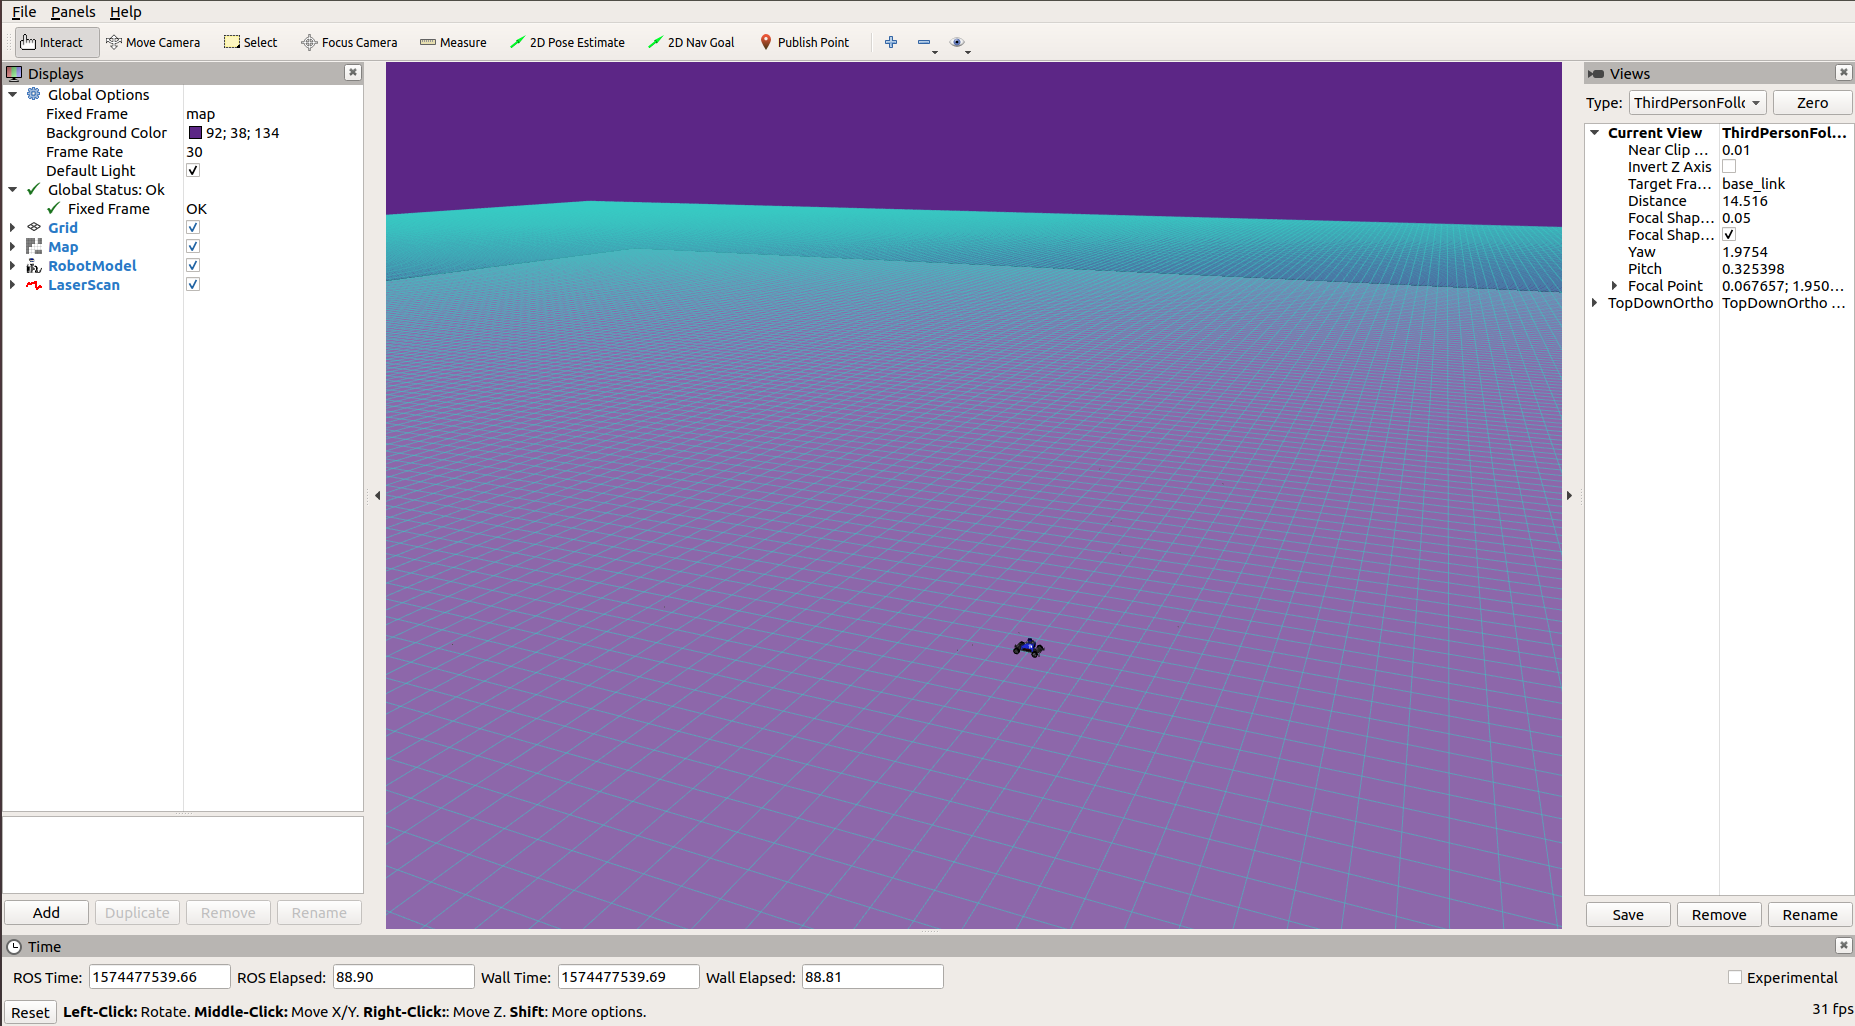 File Panels Help
Interact Move Camera Select Focus Camera Measure 2D Pose Estimate 2D Nav Goal Publish Point
Displays
Global Options
Fixed Frame map
Background Color 92; 38; 134
Frame Rate 30
Default Light
Global Status: Ok
Fixed Frame OK
Grid
Map
RobotModel
LaserScan
Add Duplicate Remove Rename
Views
Type: ThirdPersonFoll Zero
Current View ThirdPersonFol...
Near Clip ... 0.01
Invert Z Axis
Target Fra... base_link
Distance 14.516
Focal Shap... 0.05
Focal Shap...
Yaw 1.9754
Pitch 0.325398
Focal Point 0.067657; 1.950...
TopDownOrtho TopDownOrtho ...
Save Remove Rename
Time
ROS Time: 1574477539.66 ROS Elapsed: 88.90 Wall Time: 1574477539.69 Wall Elapsed: 88.81 Experimental
Reset Left-Click: Rotate. Middle-Click: Move X/Y. Right-Click:: Move Z. Shift: More options. 31 fps